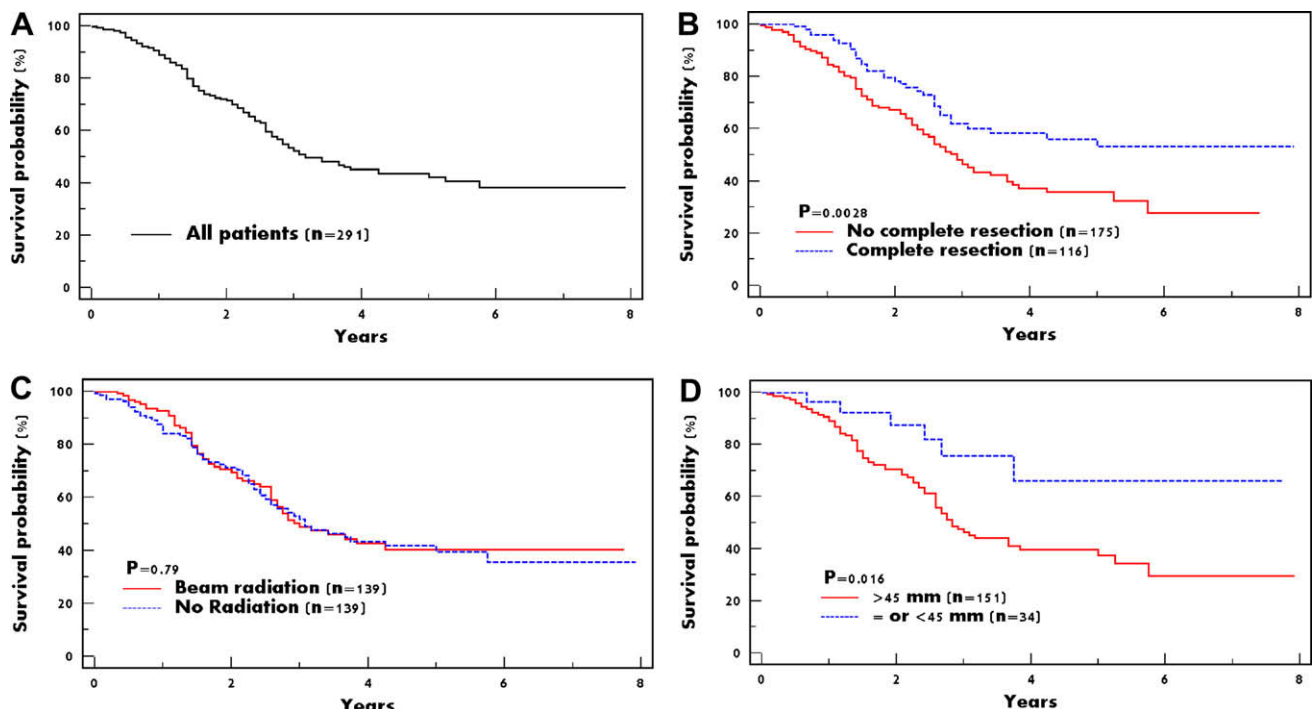 A
Survival probability (%)
100
80
60
40
20
0
All patients (n=291)
0 2 4 6 8
Years
B
Survival probability (%)
100
80
60
40
20
0
P=0.0028
No complete resection (n=175)
Complete resection (n=116)
0 2 4 6 8
Years
C
Survival probability (%)
100
80
60
40
20
0
P=0.79
Beam radiation (n=139)
No Radiation (n=139)
0 2 4 6 8
Years
D
Survival probability (%)
100
80
60
40
20
0
P=0.016
>45 mm (n=151)
= or <45 mm (n=34)
0 2 4 6 8
Years